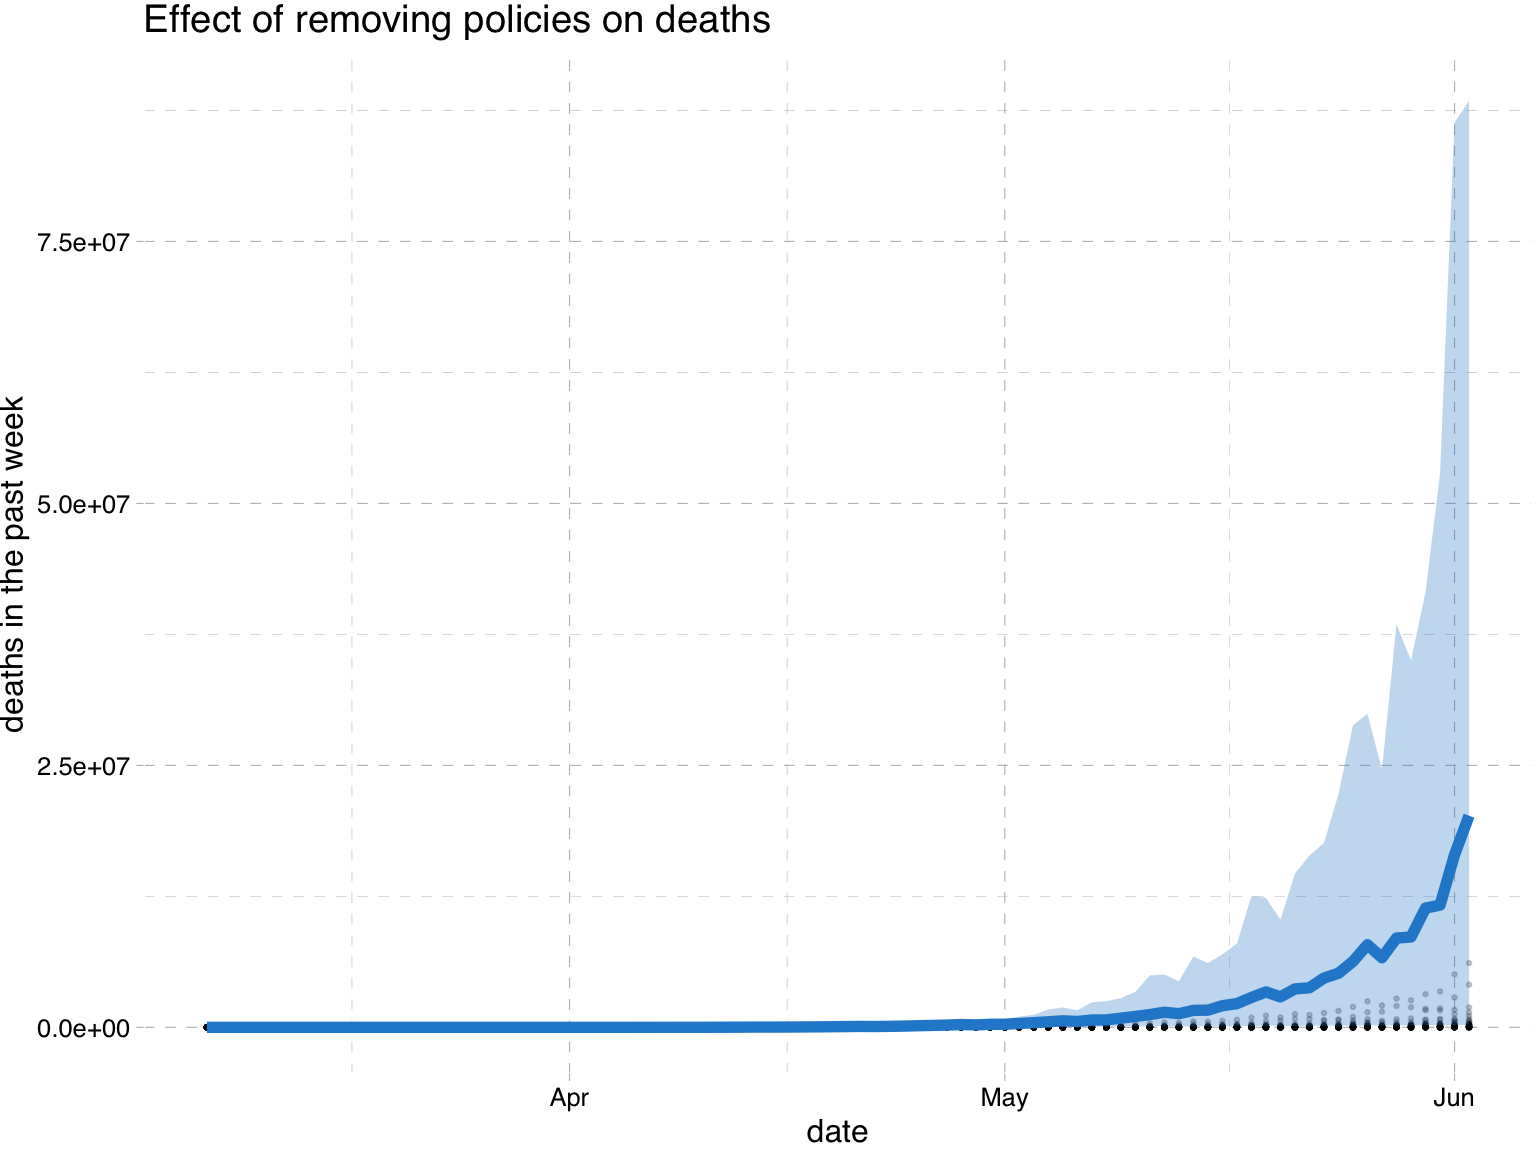 Effect of removing policies on deaths
deaths in the past week
7.5e+07
5.0e+07
2.5e+07
0.0e+00
Apr
May
Jun
date